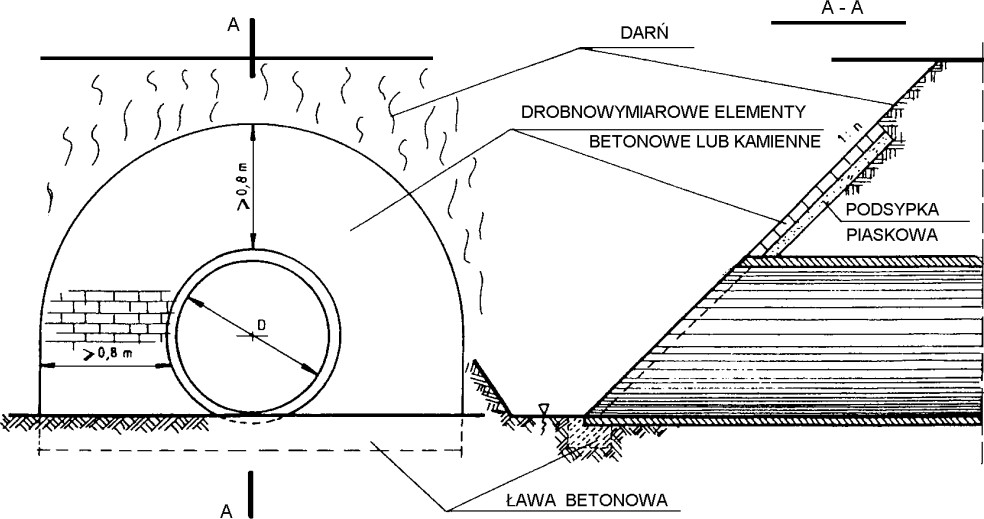 A
A - A
DARŃ
DROBNOWYMIAROWE ELEMENTY
BETONOWE LUB KAMIENNE
1 : n
>0,8 m
PODSYPKA
PIASKOWA
D
>0,8 m
A
ŁAWA BETONOWA